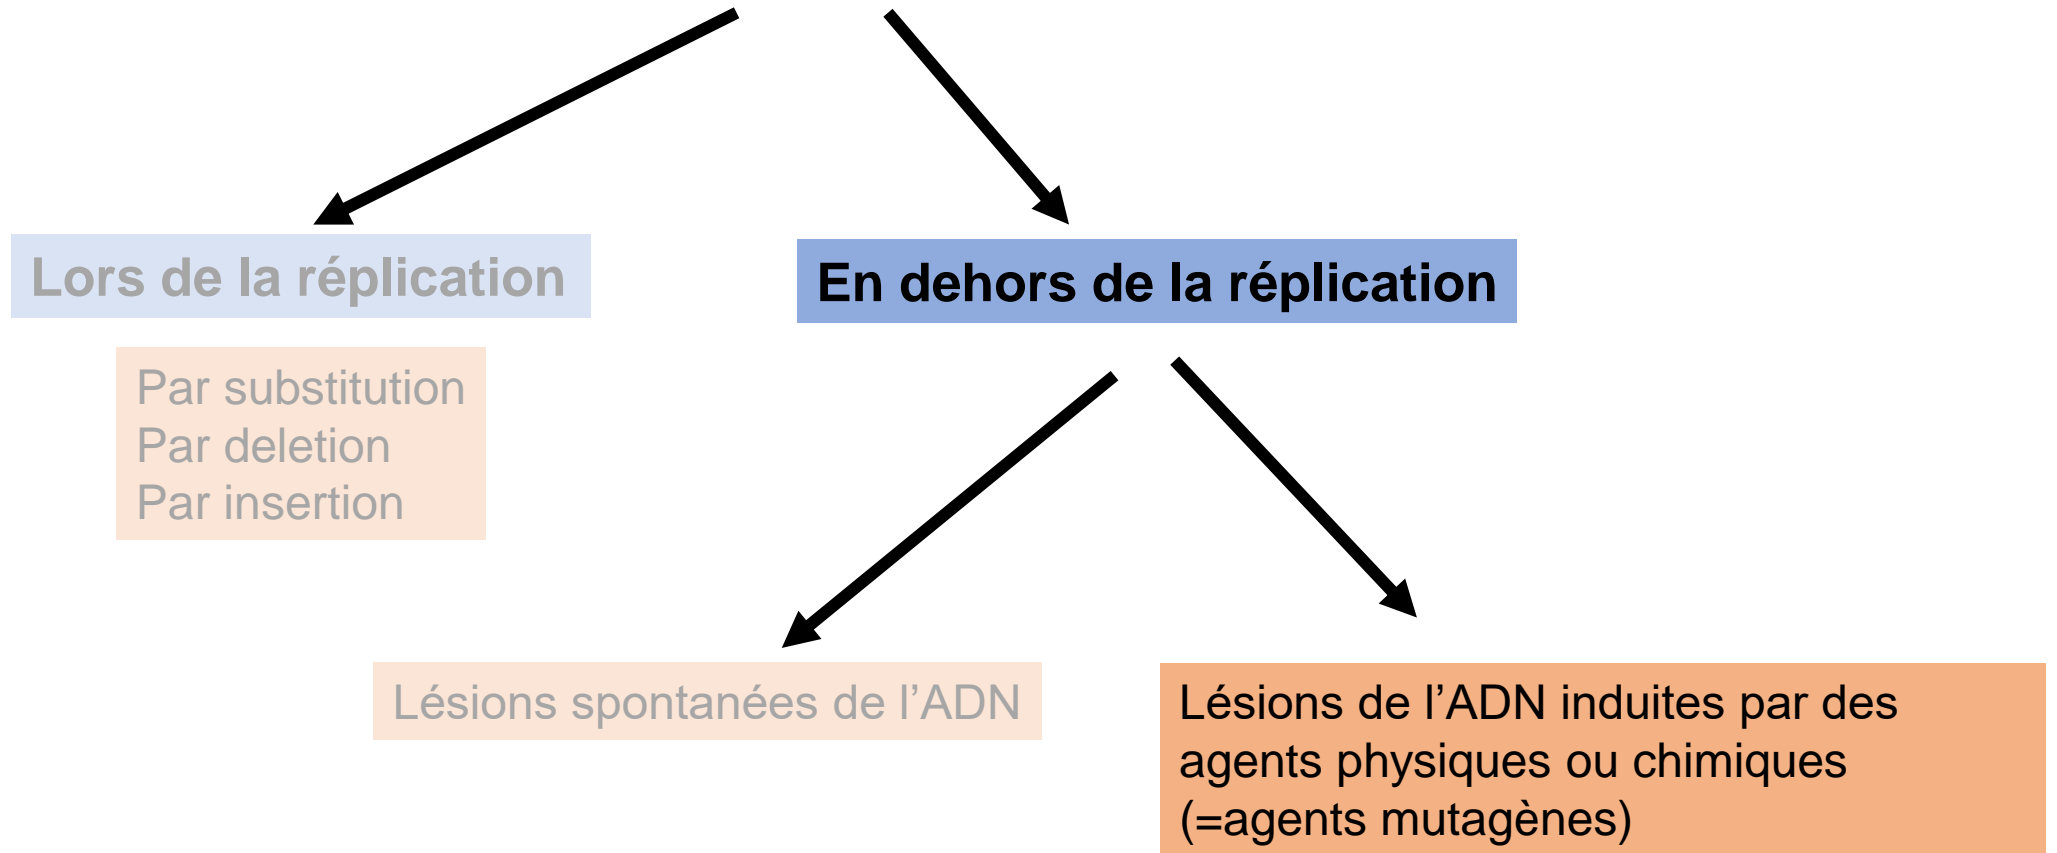 Lors de la réplication
En dehors de la réplication
Par substitution
Par deletion
Par insertion
Lésions spontanées de l’ADN
Lésions de l’ADN induites par des
agents physiques ou chimiques
(=agents mutagènes)